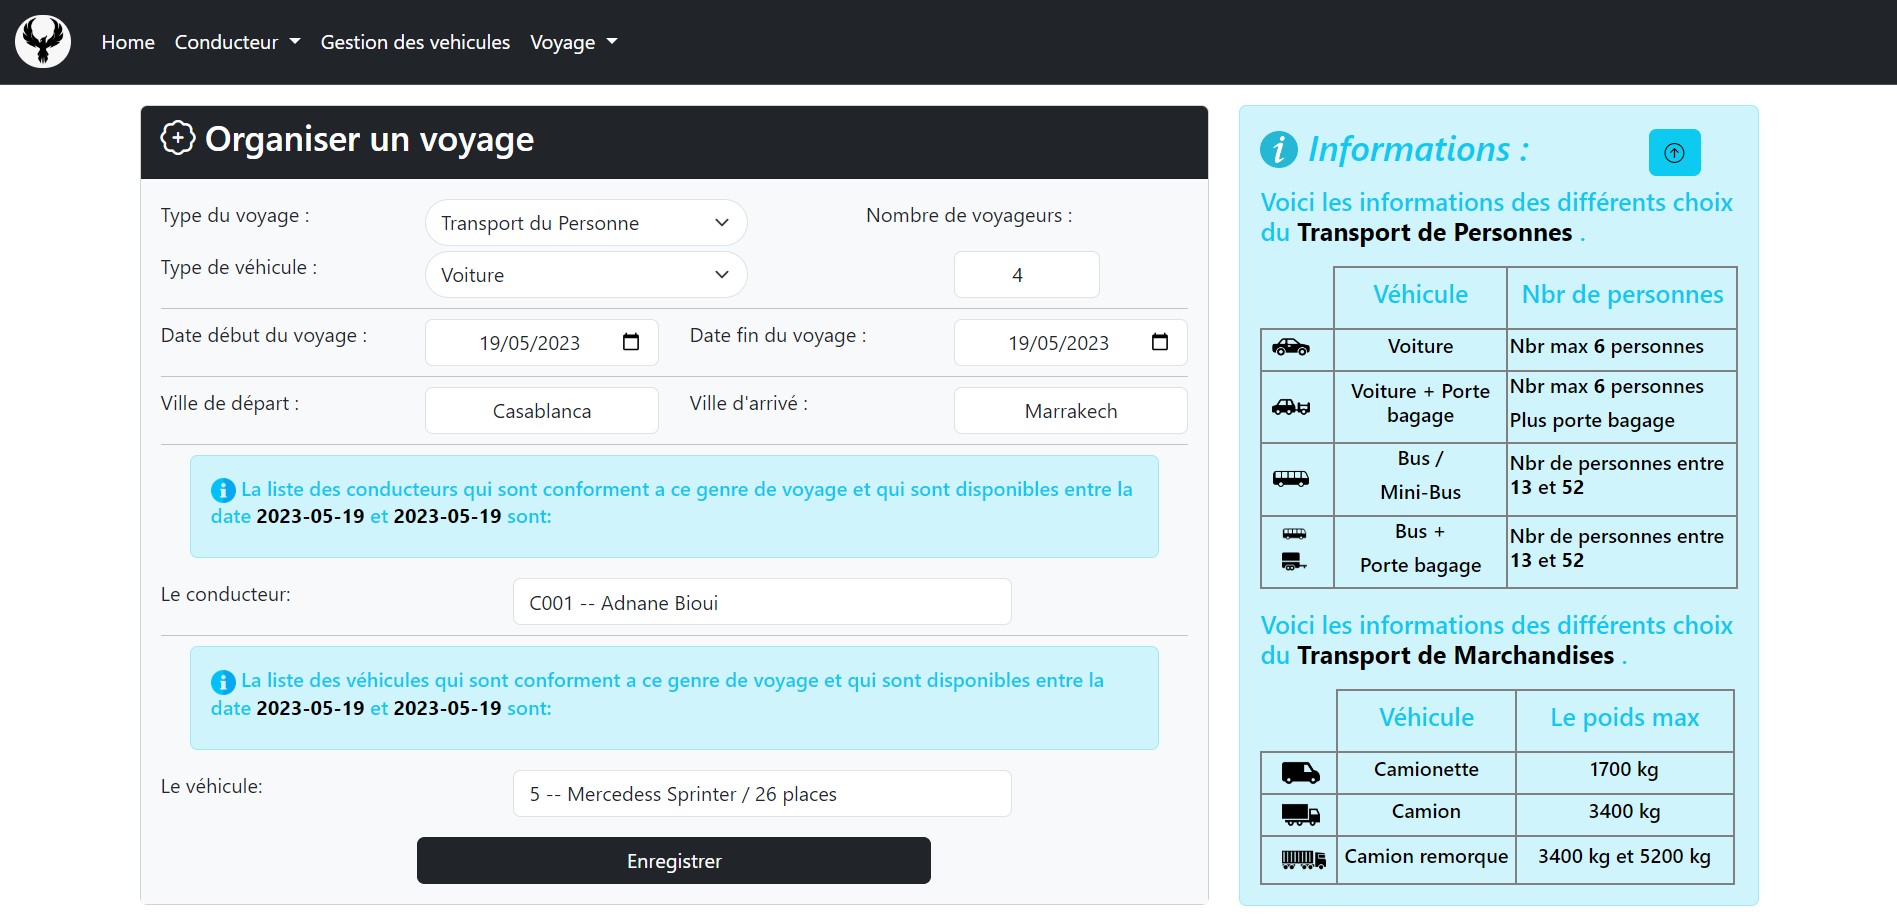 Home Conducteur Gestion des vehicules Voyage
Organiser un voyage
Type du voyage : Transport du Personne Nombre de voyageurs :
Type de véhicule : Voiture 4
Date début du voyage : 19/05/2023 Date fin du voyage : 19/05/2023
Ville de départ : Casablanca Ville d'arrivé : Marrakech
La liste des conducteurs qui sont conforment a ce genre de voyage et qui sont disponibles entre la
date 2023-05-19 et 2023-05-19 sont:
Le conducteur: C001 -- Adnane Bioui
La liste des véhicules qui sont conforment a ce genre de voyage et qui sont disponibles entre la
date 2023-05-19 et 2023-05-19 sont:
Le véhicule: 5 -- Mercedess Sprinter / 26 places
Enregistrer
Informations :
Voici les informations des différents choix
du Transport de Personnes .
Véhicule Nbr de personnes
Voiture Nbr max 6 personnes
Voiture + Porte
bagage
Nbr max 6 personnes
Plus porte bagage
Bus /
Mini-Bus
Nbr de personnes entre
13 et 52
Bus +
Porte bagage
Nbr de personnes entre
13 et 52
Voici les informations des différents choix
du Transport de Marchandises .
Véhicule Le poids max
Camionette 1700 kg
Camion 3400 kg
Camion remorque 3400 kg et 5200 kg